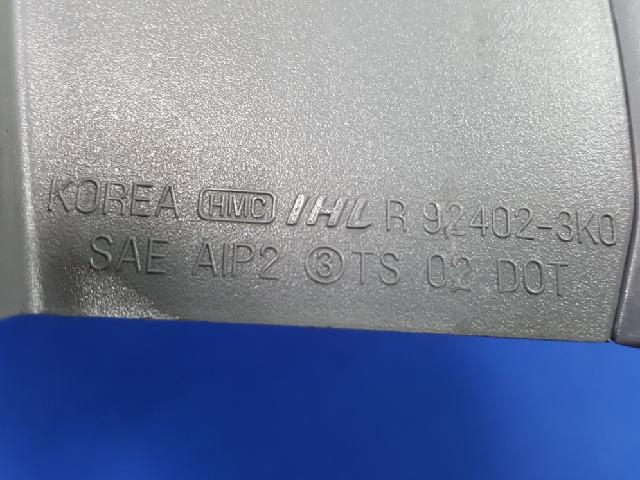 KOREA HMC IHL R 92402-3K0
SAE AIP2 ③TS 02 DOT